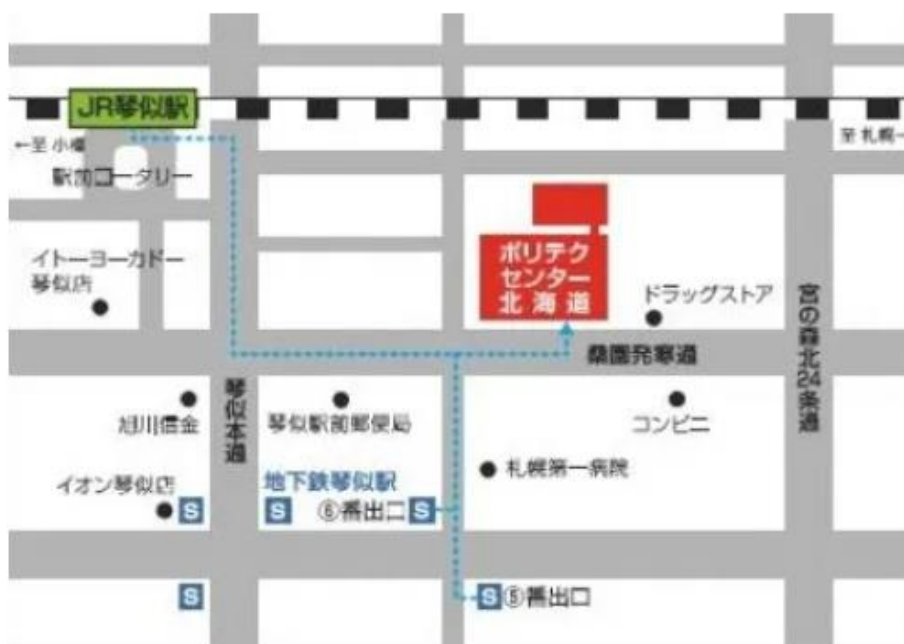 JR琴似駅
←至 小樽
至 札幌→
駅前ロータリー
イトーヨーカドー
琴似店
ポリテク
センター
北海道
ドラッグストア
宮の森北24条通
桑園発寒通
琴似本通
旭川信金
琴似駅前郵便局
コンビニ
イオン琴似店
地下鉄琴似駅
札幌第一病院
S
S
⑥番出口
S
S
S
⑤番出口